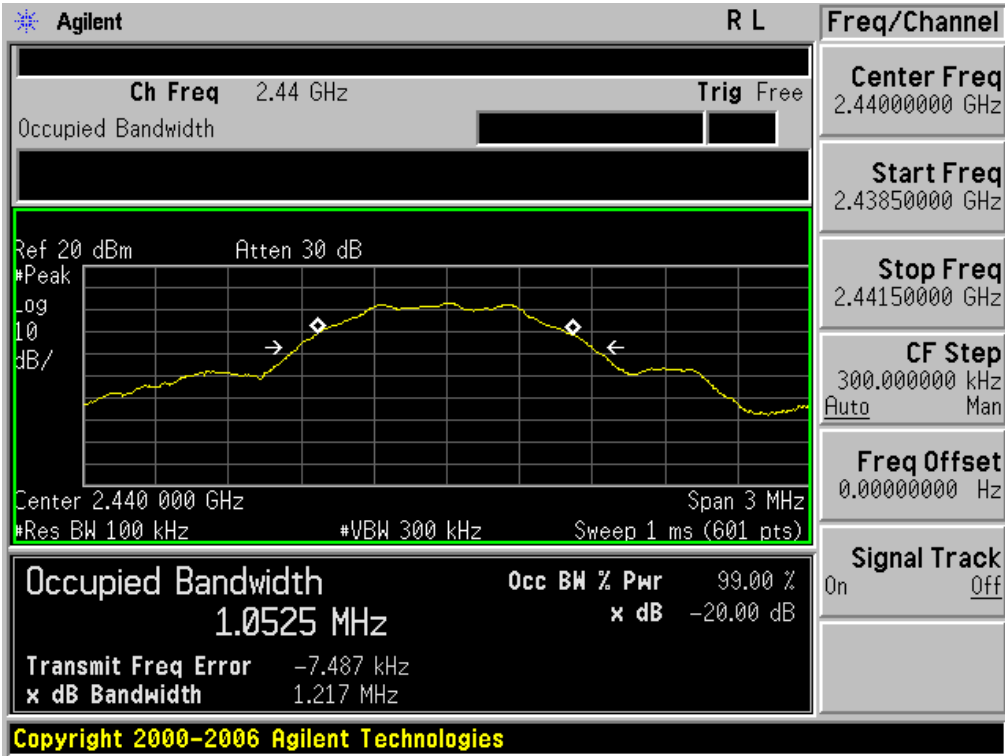 Agilent R L Freq/Channel
Ch Freq 2.44 GHz Trig Free
Occupied Bandwidth
Center Freq
2.44000000 GHz
Start Freq
2.43850000 GHz
Stop Freq
2.44150000 GHz
CF Step
300.000000 kHz
Auto Man
Freq Offset
0.00000000 Hz
Signal Track
On Off
Ref 20 dBm Atten 30 dB
#Peak
Log
10
dB/
Center 2.440 000 GHz Span 3 MHz
#Res BW 100 kHz #VBW 300 kHz Sweep 1 ms (601 pts)
Occupied Bandwidth Occ BW % Pwr 99.00 %
1.0525 MHz x dB -20.00 dB
Transmit Freq Error -7.487 kHz
x dB Bandwidth 1.217 MHz
Copyright 2000-2006 Agilent Technologies